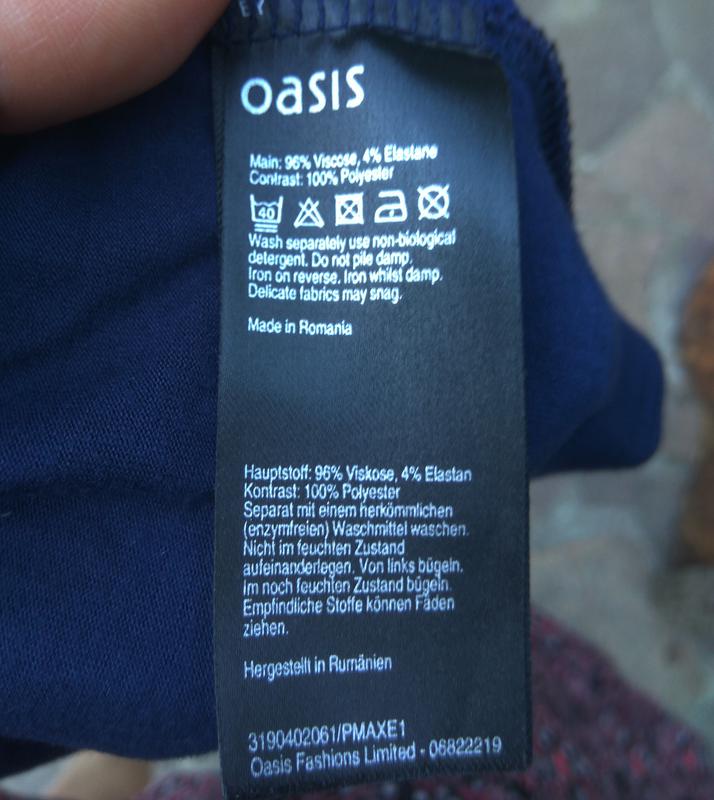 EY
oasis
Main: 96% Viscose, 4% Elastane
Contrast: 100% Polyester
40
Wash separately use non-biological
detergent. Do not pile damp.
Iron on reverse. Iron whilst damp.
Delicate fabrics may snag.
Made in Romania
Hauptstoff: 96% Viskose, 4% Elastan
Kontrast: 100% Polyester
Separat mit einem herkömmlichen
(enzymfreien) Waschmittel waschen.
Nicht im feuchten Zustand
aufeinanderlegen. Von links bügeln.
Im noch feuchten Zustand bügeln.
Empfindliche Stoffe können Fäden
ziehen.
Hergestellt in Rumänien
3190402061/PMAXE1
Oasis Fashions Limited - 06822219